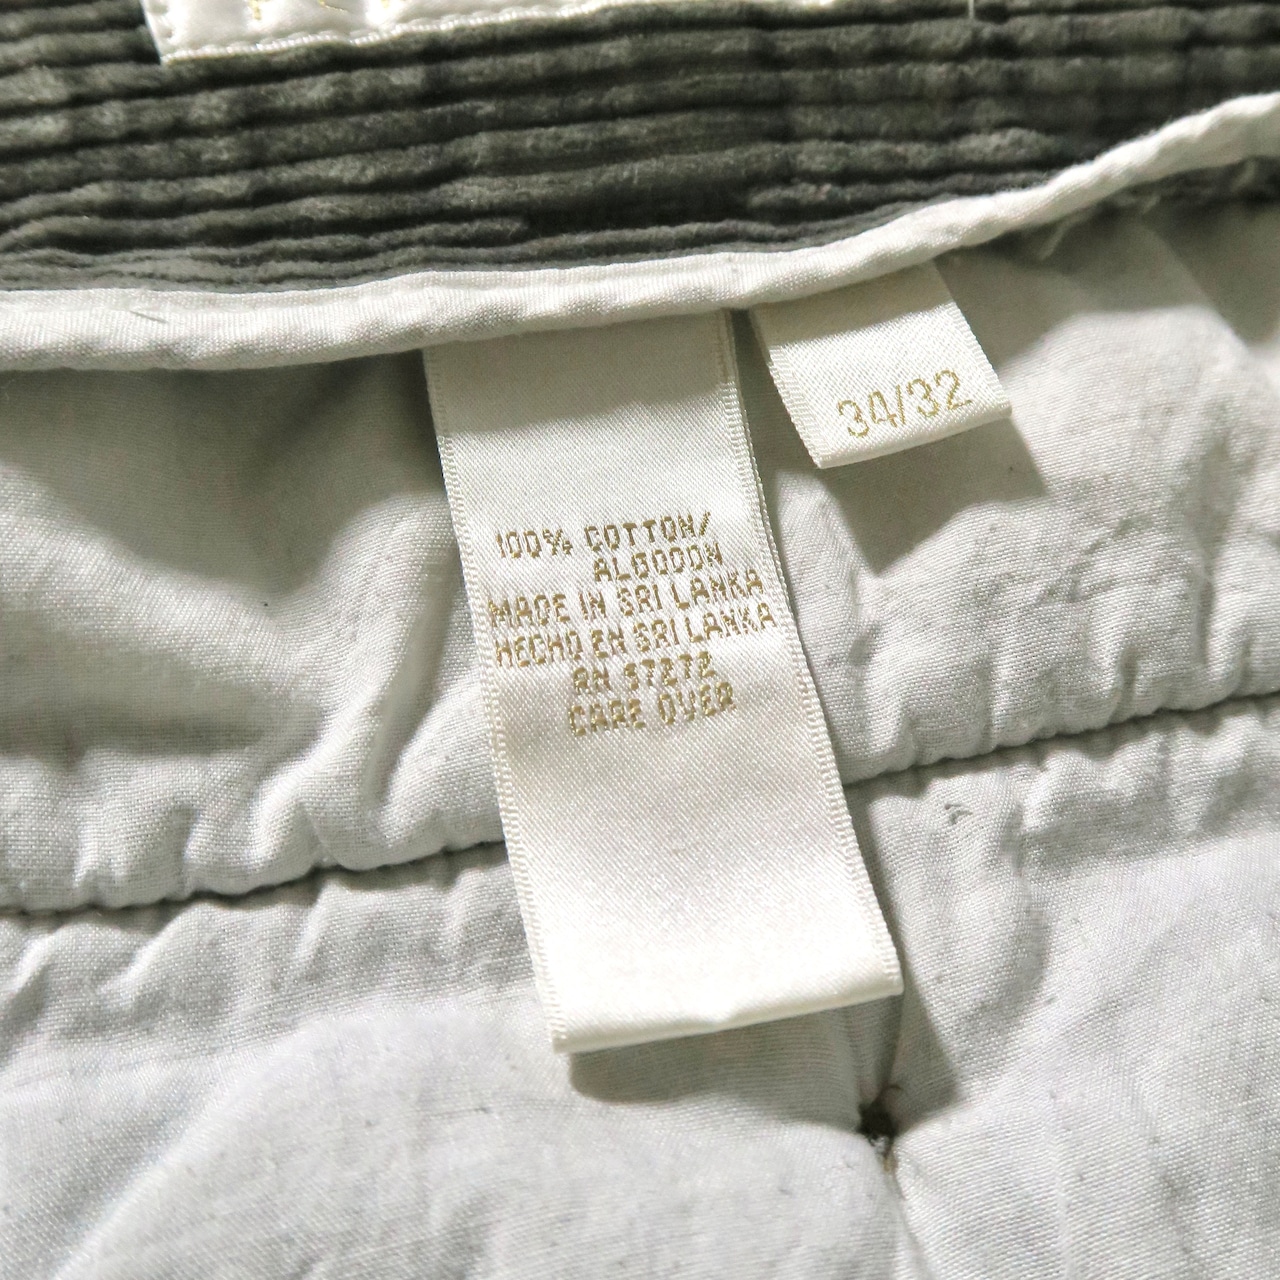 34/32
100% COTTON/
ALGODON
MADE IN SRI LANKA
HECHO EN SRI LANKA
RN 57272
CARE OVER